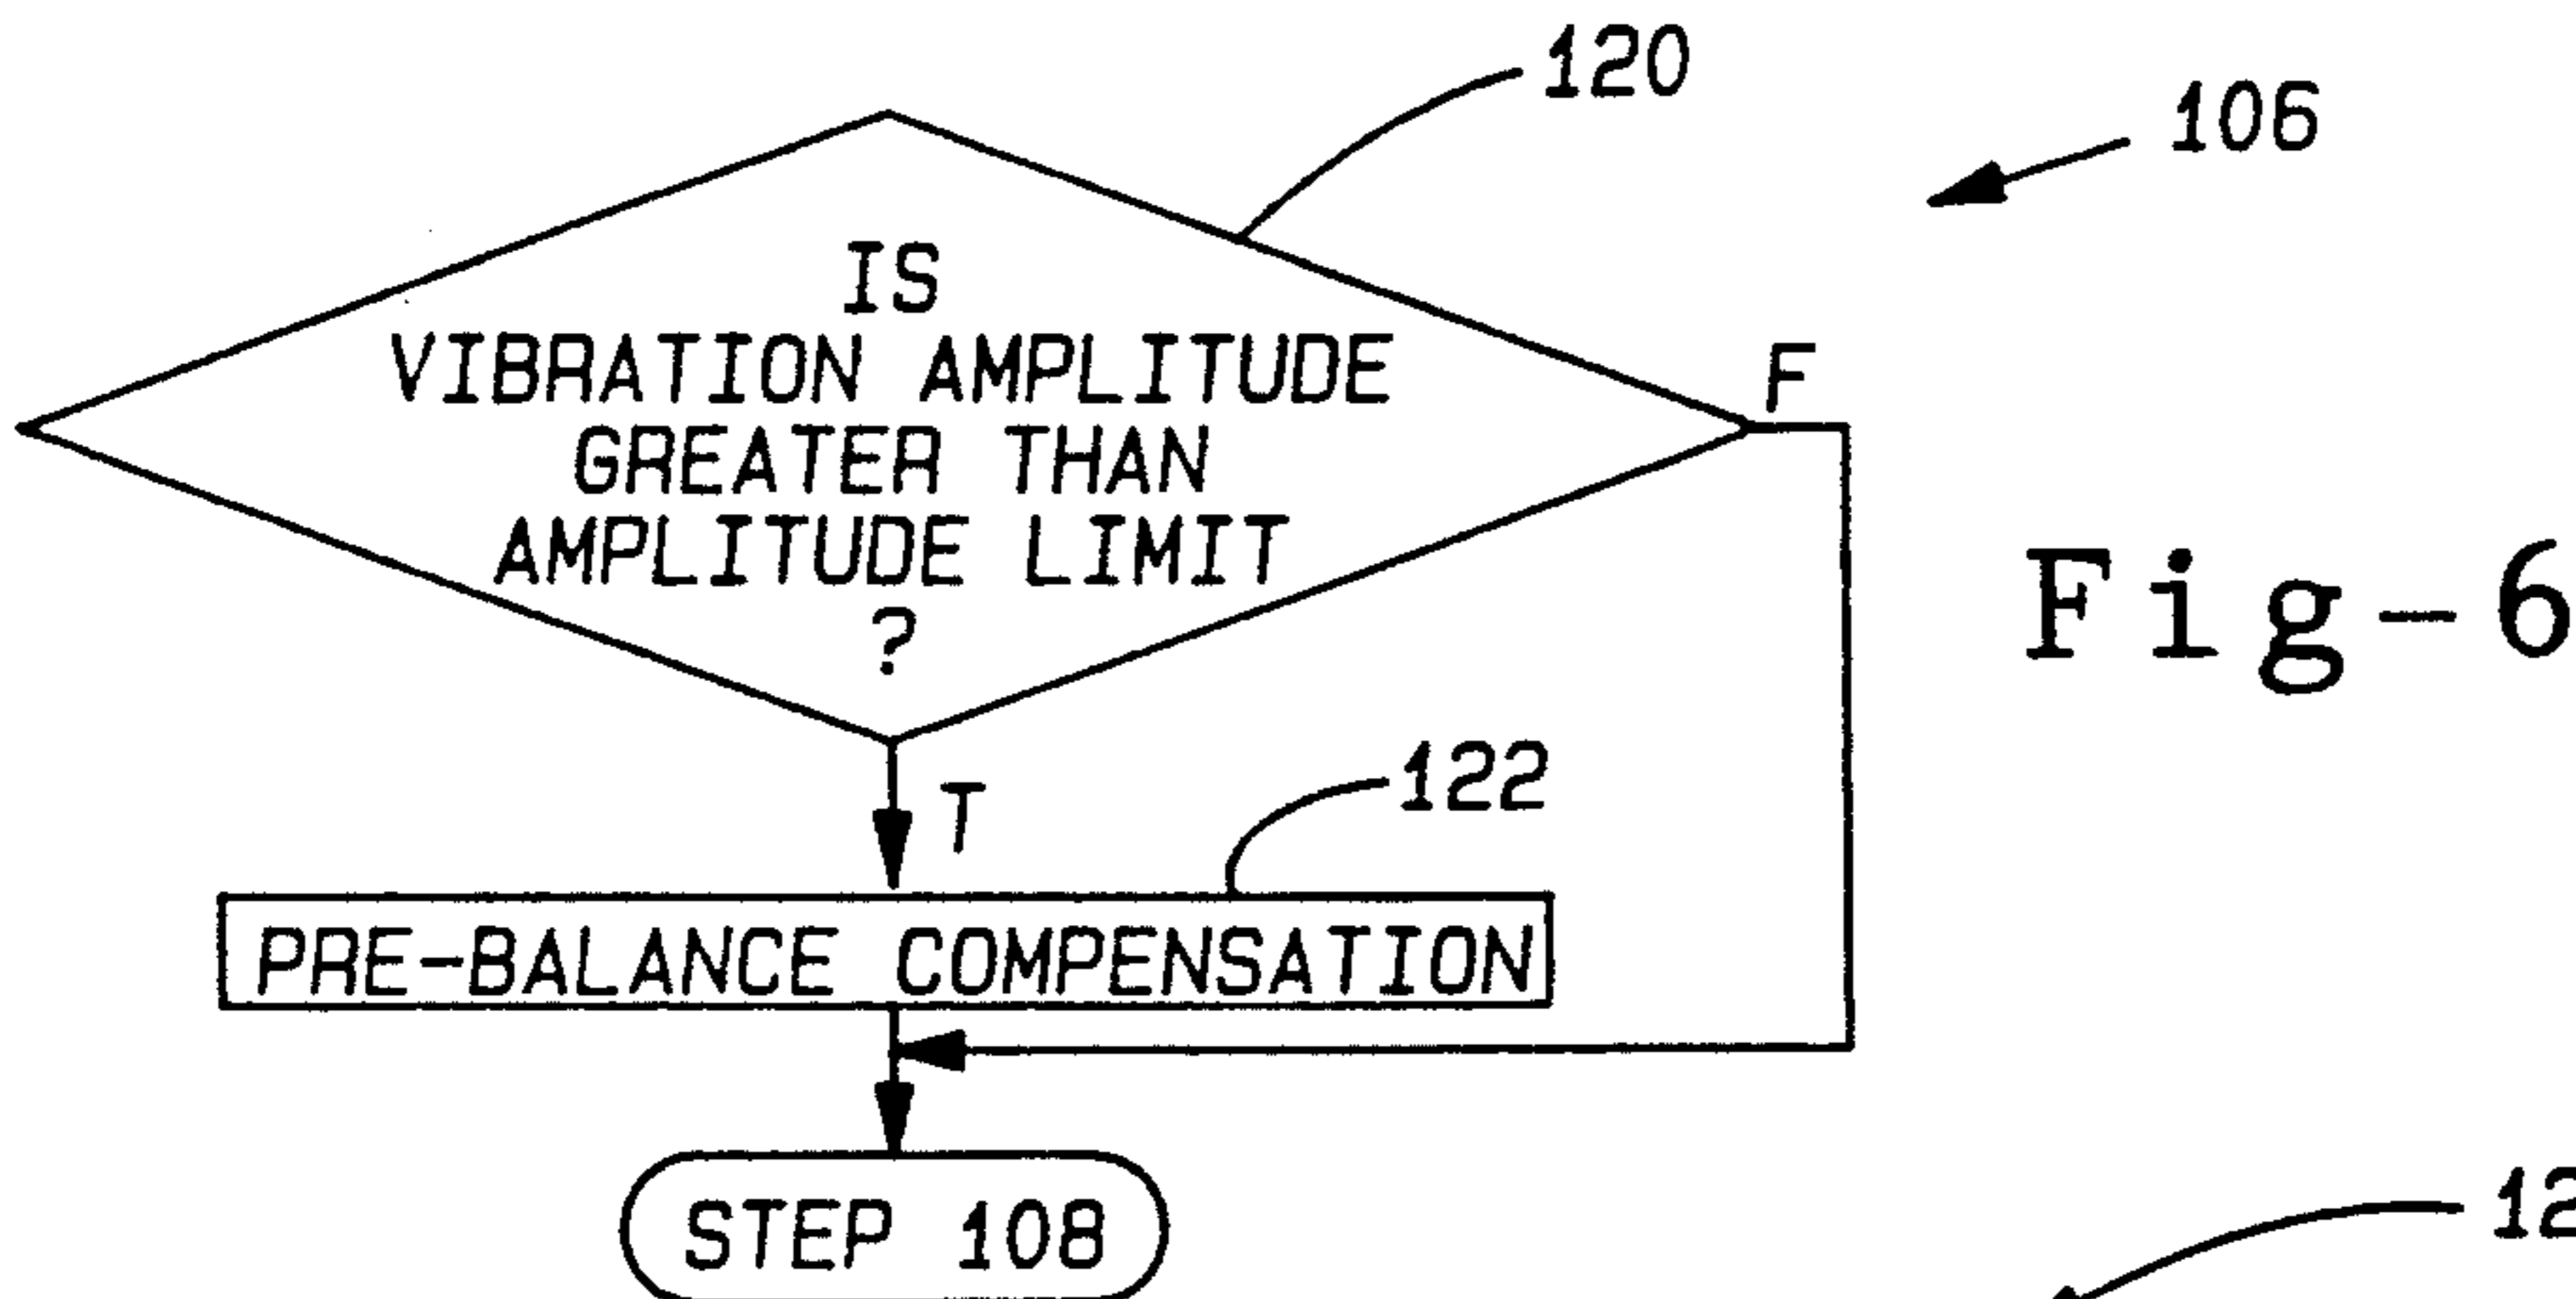 120
106
IS
VIBRATION AMPLITUDE
GREATER THAN
AMPLITUDE LIMIT
?
F
Fig-6
T
122
PRE-BALANCE COMPENSATION
STEP 108